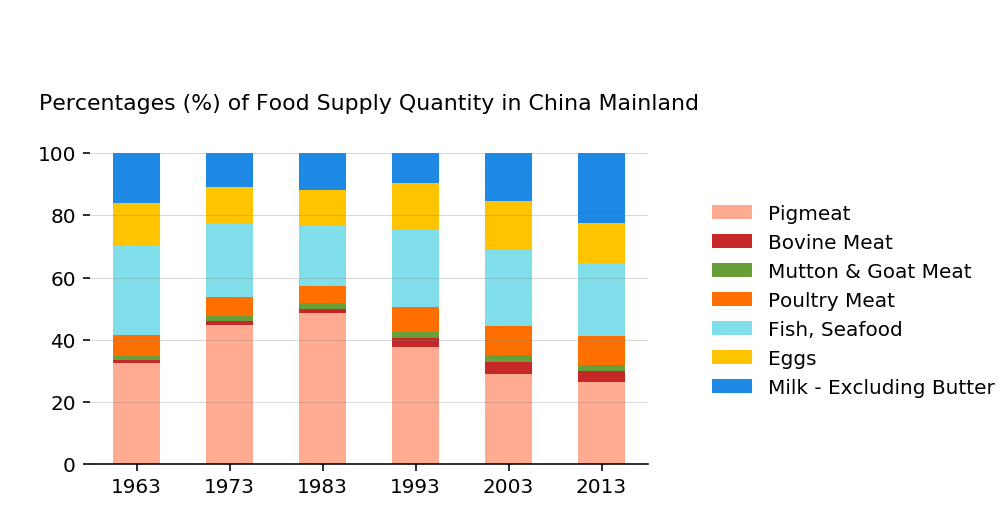 Percentages (%) of Food Supply Quantity in China Mainland
100
80
60
40
20
0
1963 1973 1983 1993 2003 2013
Pigmeat
Bovine Meat
Mutton & Goat Meat
Poultry Meat
Fish, Seafood
Eggs
Milk - Excluding Butter